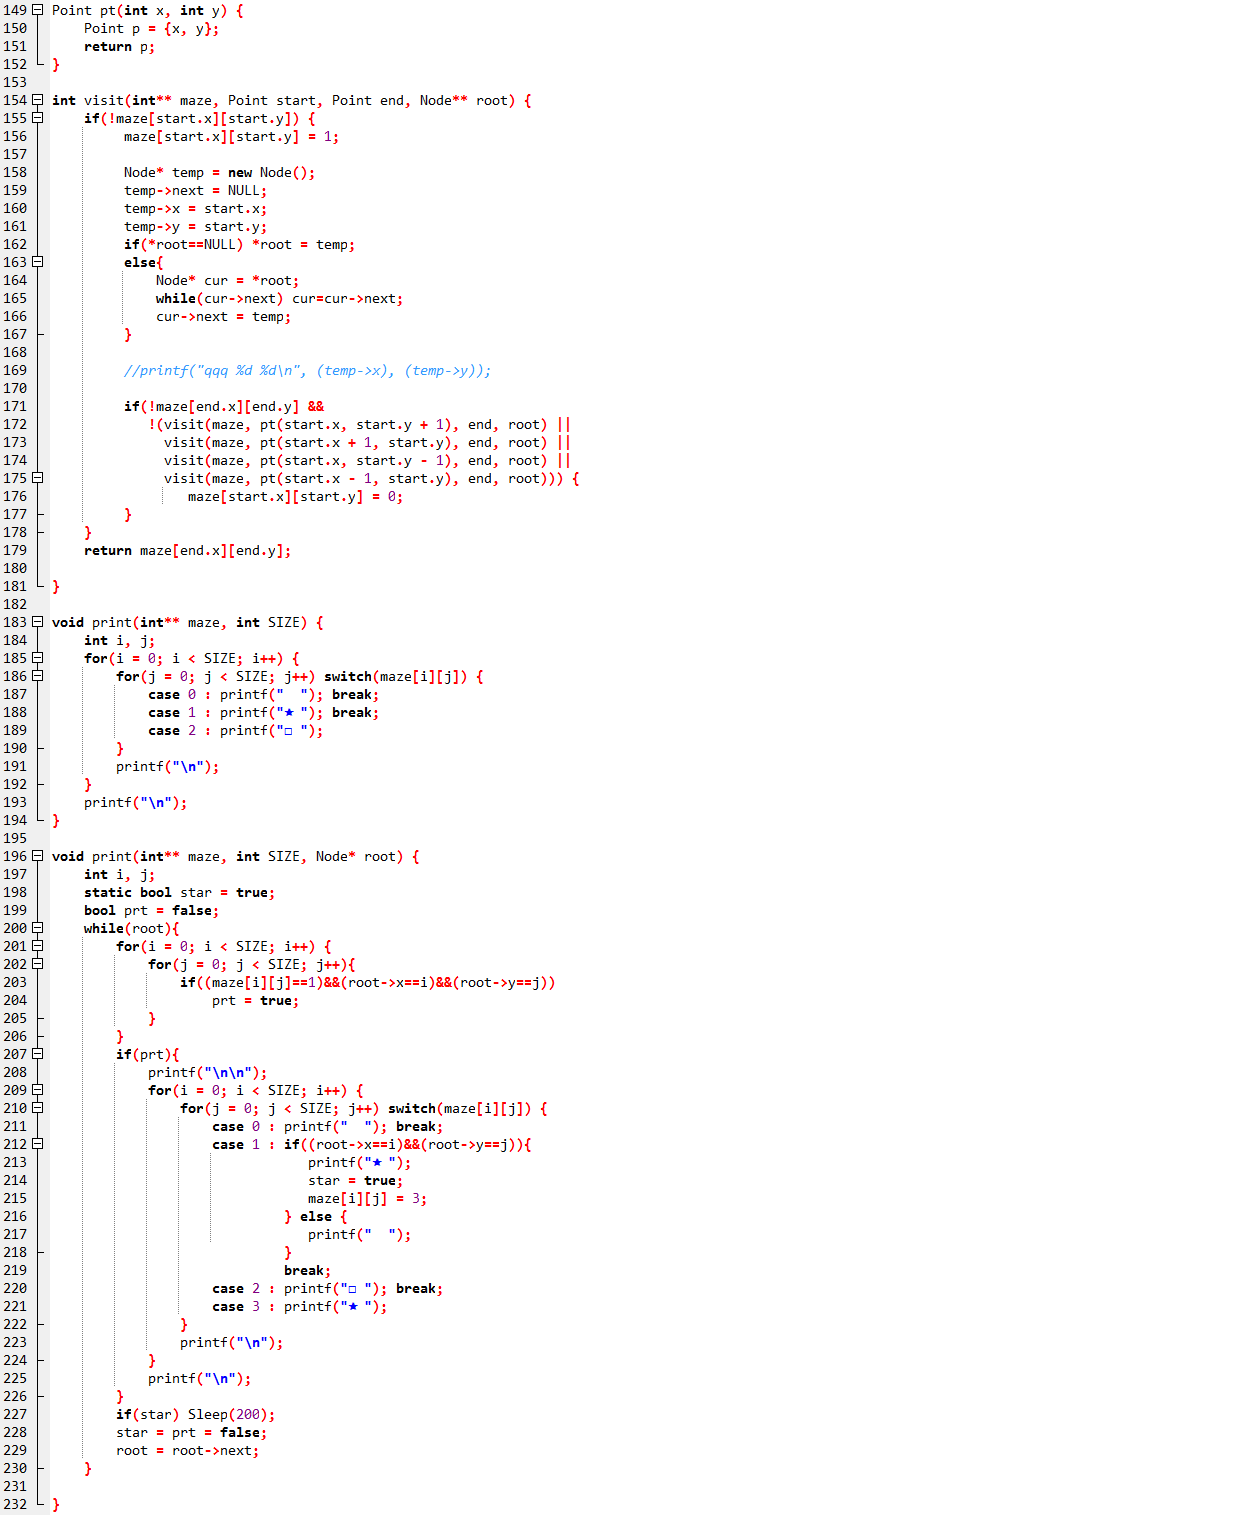 149 Point pt(int x, int y) {
150     Point p = {x, y};
151     return p;
152 }
153
154 int visit(int** maze, Point start, Point end, Node** root) {
155     if(!maze[start.x][start.y]) {
156          maze[start.x][start.y] = 1;
157
158          Node* temp = new Node();
159          temp->next = NULL;
160          temp->x = start.x;
161          temp->y = start.y;
162          if(*root==NULL) *root = temp;
163          else{
164              Node* cur = *root;
165              while(cur->next) cur=cur->next;
166              cur->next = temp;
167          }
168
169          //printf("qqq %d %d\n", (temp->x), (temp->y));
170
171          if(!maze[end.x][end.y] &&
172             !(visit(maze, pt(start.x, start.y + 1), end, root) ||
173               visit(maze, pt(start.x + 1, start.y), end, root) ||
174               visit(maze, pt(start.x, start.y - 1), end, root) ||
175               visit(maze, pt(start.x - 1, start.y), end, root))) {
176                  maze[start.x][start.y] = 0;
177          }
178     }
179     return maze[end.x][end.y];
180
181 }
182
183 void print(int** maze, int SIZE) {
184     int i, j;
185     for(i = 0; i < SIZE; i++) {
186         for(j = 0; j < SIZE; j++) switch(maze[i][j]) {
187             case 0 : printf("  "); break;
188             case 1 : printf("★ "); break;
189             case 2 : printf("□ ");
190         }
191         printf("\n");
192     }
193     printf("\n");
194 }
195
196 void print(int** maze, int SIZE, Node* root) {
197     int i, j;
198     static bool star = true;
199     bool prt = false;
200     while(root){
201         for(i = 0; i < SIZE; i++) {
202             for(j = 0; j < SIZE; j++){
203                 if((maze[i][j]==1)&&(root->x==i)&&(root->y==j))
204                     prt = true;
205             }
206         }
207         if(prt){
208             printf("\n\n");
209             for(i = 0; i < SIZE; i++) {
210                 for(j = 0; j < SIZE; j++) switch(maze[i][j]) {
211                     case 0 : printf("  "); break;
212                     case 1 : if((root->x==i)&&(root->y==j)){
213                                 printf("★ ");
214                                 star = true;
215                                 maze[i][j] = 3;
216                              } else {
217                                 printf("  ");
218                              }
219                              break;
220                     case 2 : printf("□ "); break;
221                     case 3 : printf("★ ");
222                 }
223                 printf("\n");
224             }
225             printf("\n");
226         }
227         if(star) Sleep(200);
228         star = prt = false;
229         root = root->next;
230     }
231
232 }